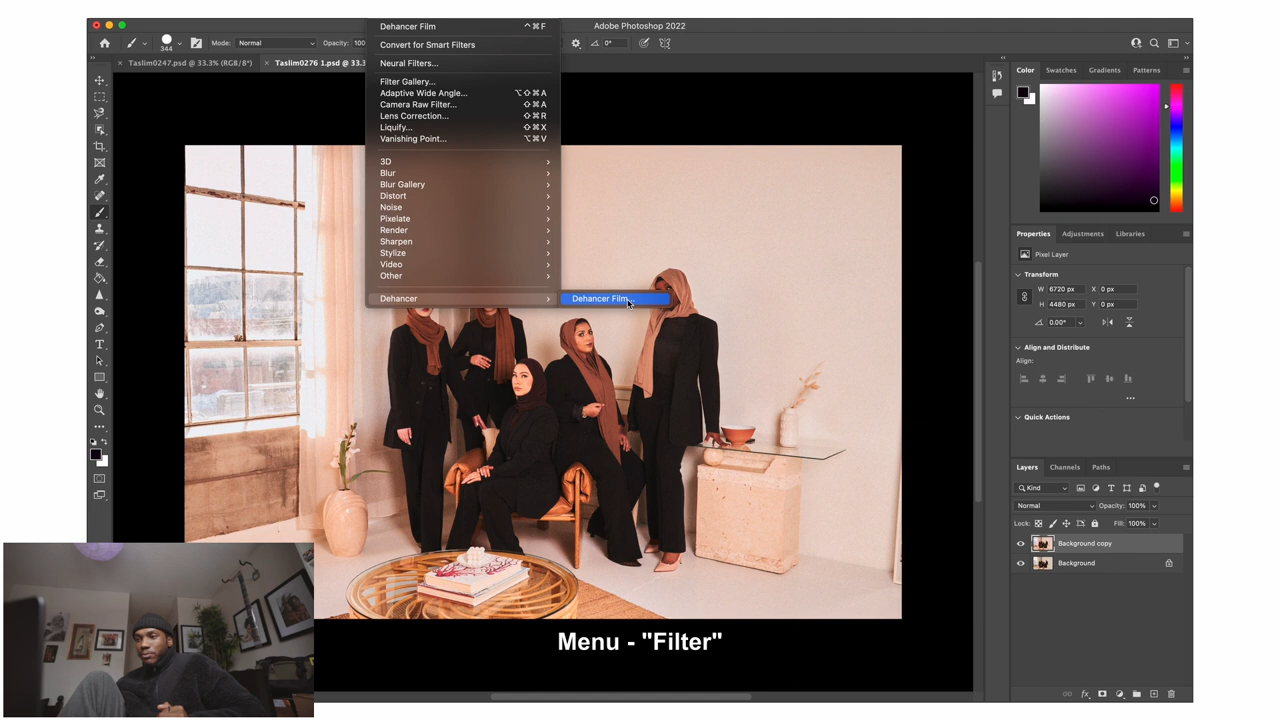 Adobe Photoshop 2022
344
Mode: Normal
Opacity: 100
0°
Taslim0247.psd @ 33.3% (RGB/8*)
Taslim0276 1.psd @ 33.3
Dehancer Film ^⌘F
Convert for Smart Filters
Neural Filters...
Filter Gallery...
Adaptive Wide Angle... ⌥⇧⌘A
Camera Raw Filter... ⇧⌘A
Lens Correction... ⇧⌘R
Liquify... ⇧⌘X
Vanishing Point... ⌥⌘V
3D
Blur
Blur Gallery
Distort
Noise
Pixelate
Render
Sharpen
Stylize
Video
Other
Dehancer
Dehancer Film...
Color Swatches Gradients Patterns
Properties Adjustments Libraries
Pixel Layer
Transform
W 6720 px X 0 px
H 4480 px Y 0 px
0.00°
Align and Distribute
Align:
Quick Actions
Layers Channels Paths
Kind
Normal Opacity: 100%
Lock: Fill: 100%
Background copy
Background
fx
Menu - "Filter"